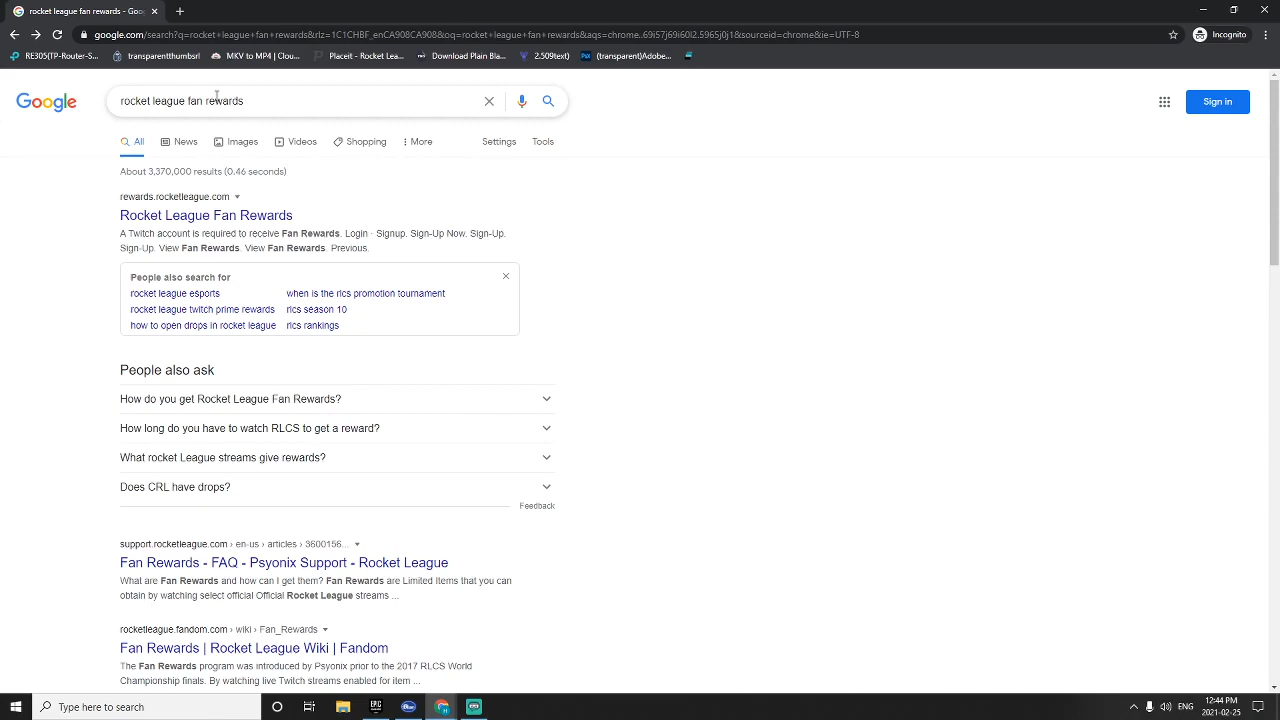 rocket league fan rewards - Goo
Incognito
google.com/search?q=rocket+league+fan+rewards&rlz=1C1CHBF_enCA908CA908&oq=rocket+league+fan+rewards&aqs=chrome..69i57j69i60l2.5965j0j1&sourceid=chrome&ie=UTF-8
RE305(TP-Router-S... transparentthumbsrl MKV to MP4 | Clou... Placeit - Rocket Lea... Download Plain Bla... 2.509text) (transparent)Adobe...
Google
rocket league fan rewards
Sign in
All News Images Videos Shopping More Settings Tools
About 3,370,000 results (0.46 seconds)
rewards.rocketleague.com
Rocket League Fan Rewards
A Twitch account is required to receive Fan Rewards. Login · Signup. Sign-Up Now. Sign-
Up. View Fan Rewards. View Fan Rewards. Previous.
People also search for
rocket league esports when is the rlcs promotion tournament
rocket league twitch prime rewards rlcs season 10
how to open drops in rocket league rlcs rankings
People also ask
How do you get Rocket League Fan Rewards?
How long do you have to watch RLCS to get a reward?
What rocket League streams give rewards?
Does CRL have drops?
Feedback
support.rocketleague.com › en-us › articles › 3600156...
Fan Rewards - FAQ - Psyonix Support - Rocket League
What are Fan Rewards and how can I get them? Fan Rewards are Limited Items that you can
obtain by watching select official Official Rocket League streams ...
rocketleague.fandom.com › wiki › Fan_Rewards
Fan Rewards | Rocket League Wiki | Fandom
The Fan Rewards program was introduced by Psyonix prior to the 2017 RLCS World
Championship finals. By watching live Twitch streams enabled for item ...
Type here to search
ENG
12:44 PM
2021-02-25